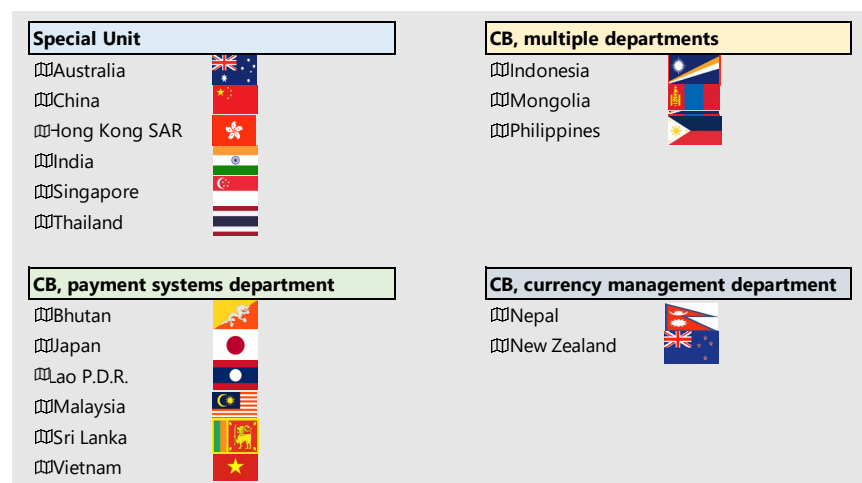 Special Unit
Australia
China
Hong Kong SAR
India
Singapore
Thailand
CB, multiple departments
Indonesia
Mongolia
Philippines
CB, payment systems department
Bhutan
Japan
Lao P.D.R.
Malaysia
Sri Lanka
Vietnam
CB, currency management department
Nepal
New Zealand